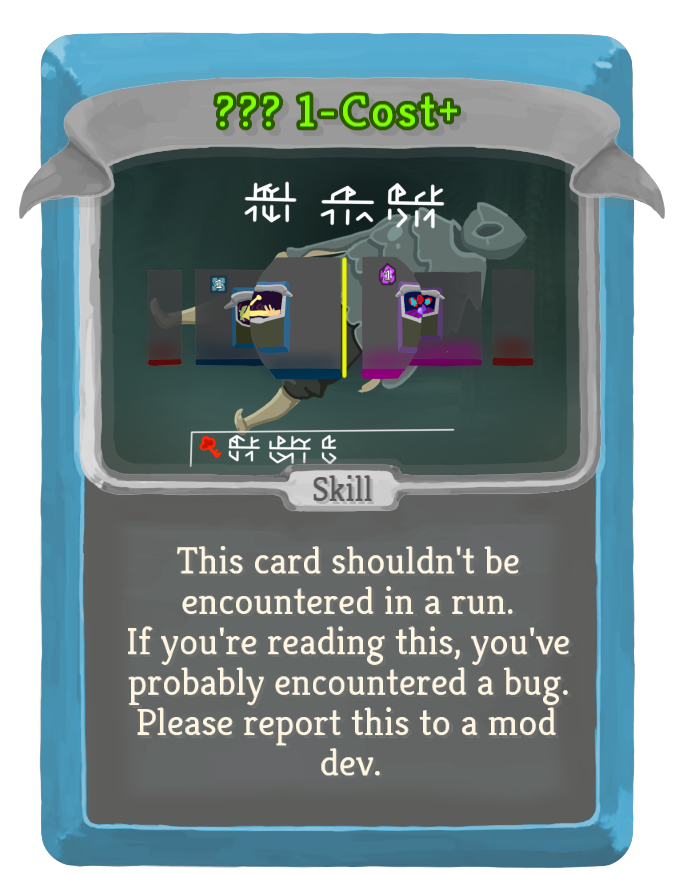 ??? 1-Cost+
Skill
This card shouldn't be
encountered in a run.
If you're reading this, you've
probably encountered a bug.
Please report this to a mod
dev.